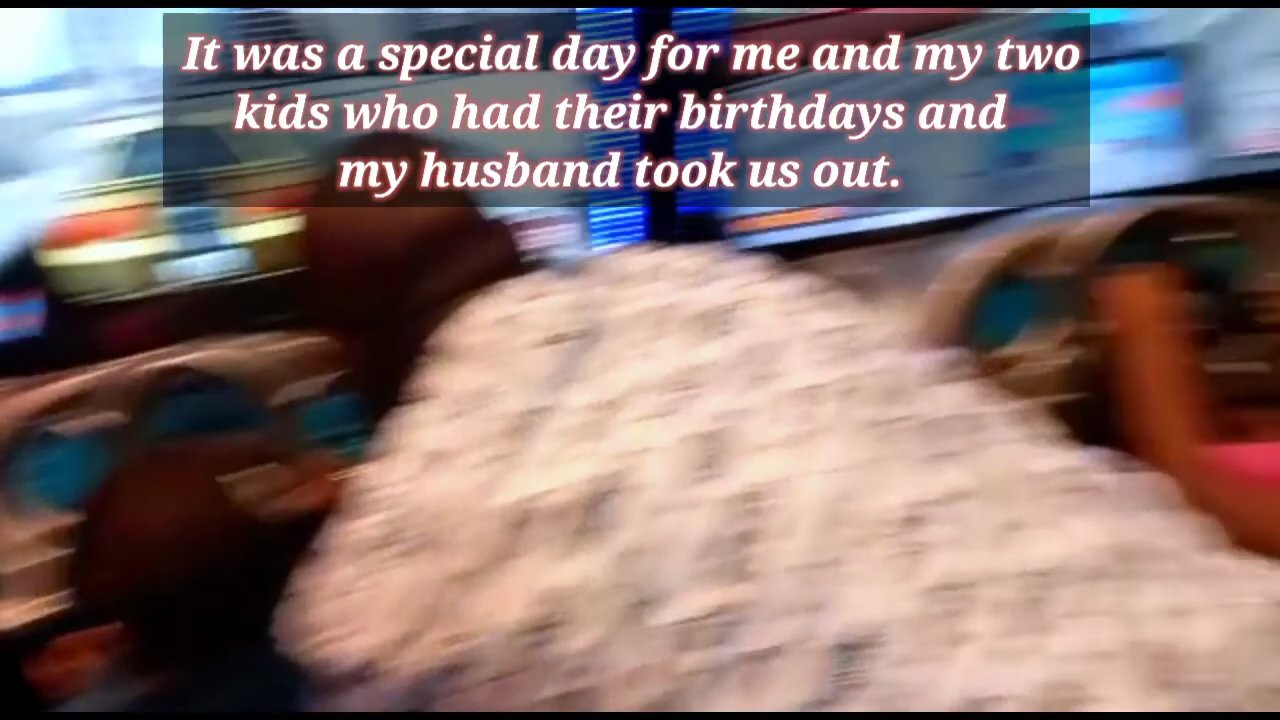 It was a special day for me and my two
kids who had their birthdays and
my husband took us out.